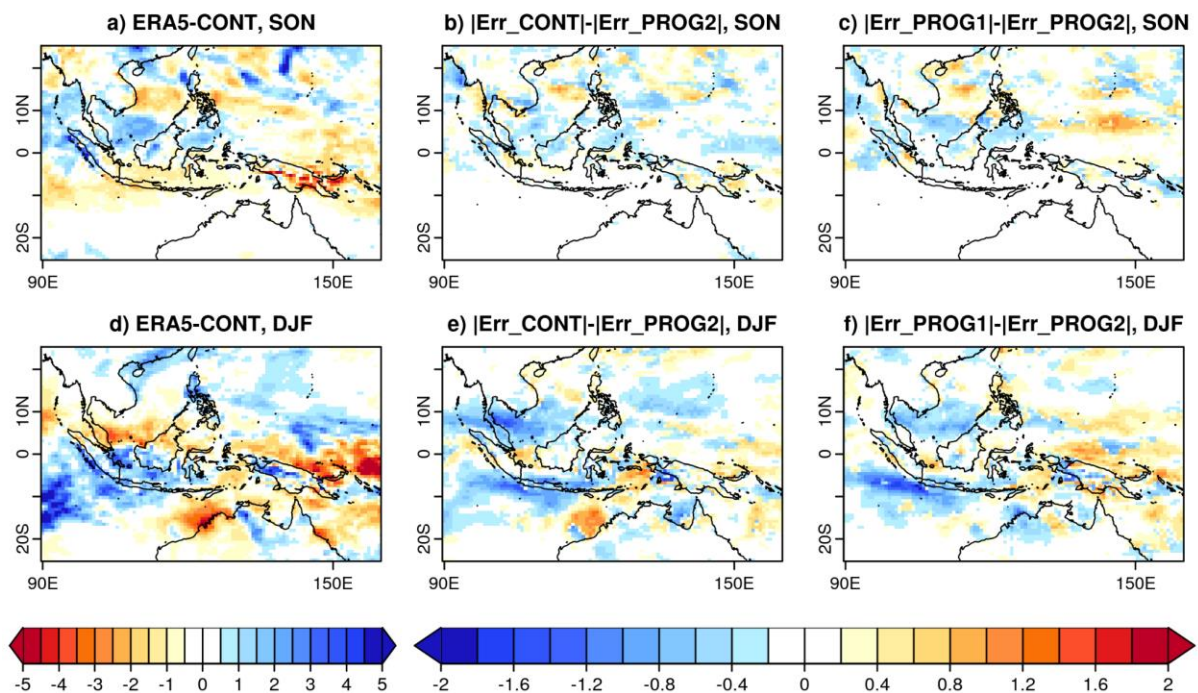 a) ERA5-CONT, SON
b) |Err_CONT|-|Err_PROG2|, SON
c) |Err_PROG1|-|Err_PROG2|, SON
10N
0
20S
90E
150E
10N
0
20S
90E
150E
10N
0
20S
90E
150E
d) ERA5-CONT, DJF
e) |Err_CONT|-|Err_PROG2|, DJF
f) |Err_PROG1|-|Err_PROG2|, DJF
10N
0
20S
90E
150E
10N
0
20S
90E
150E
10N
0
20S
90E
150E
-5 -4 -3 -2 -1 0 1 2 3 4 5
-2 -1.6 -1.2 -0.8 -0.4 0 0.4 0.8 1.2 1.6 2